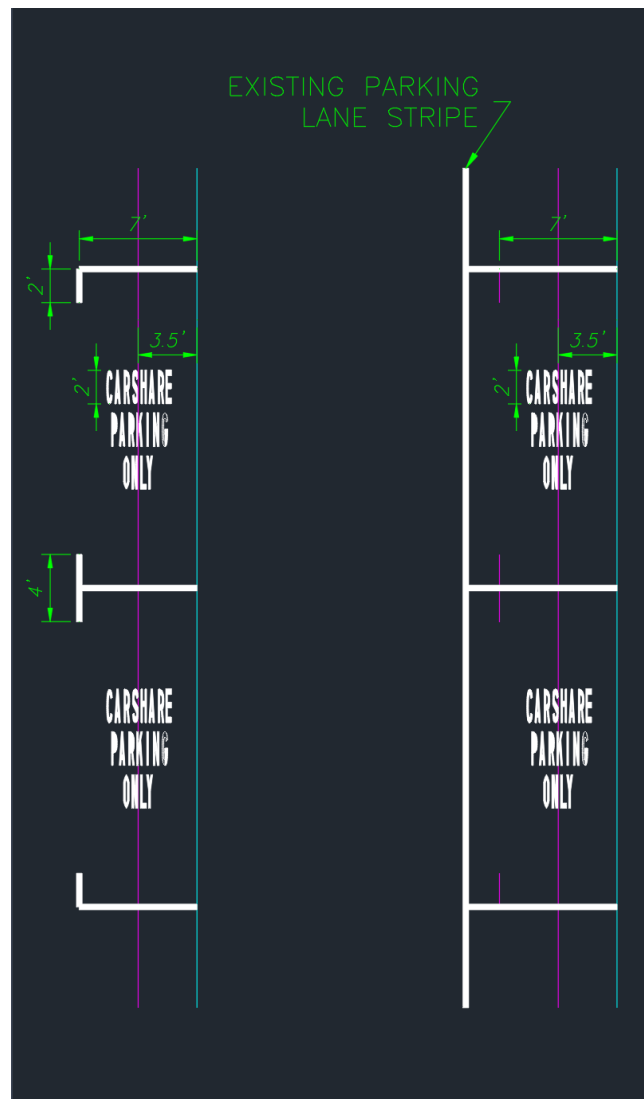 EXISTING PARKING
LANE STRIPE
7'
7'
2'
3.5'
3.5'
2'
CARSHARE
PARKING
ONLY
2'
CARSHARE
PARKING
ONLY
4'
CARSHARE
PARKING
ONLY
CARSHARE
PARKING
ONLY